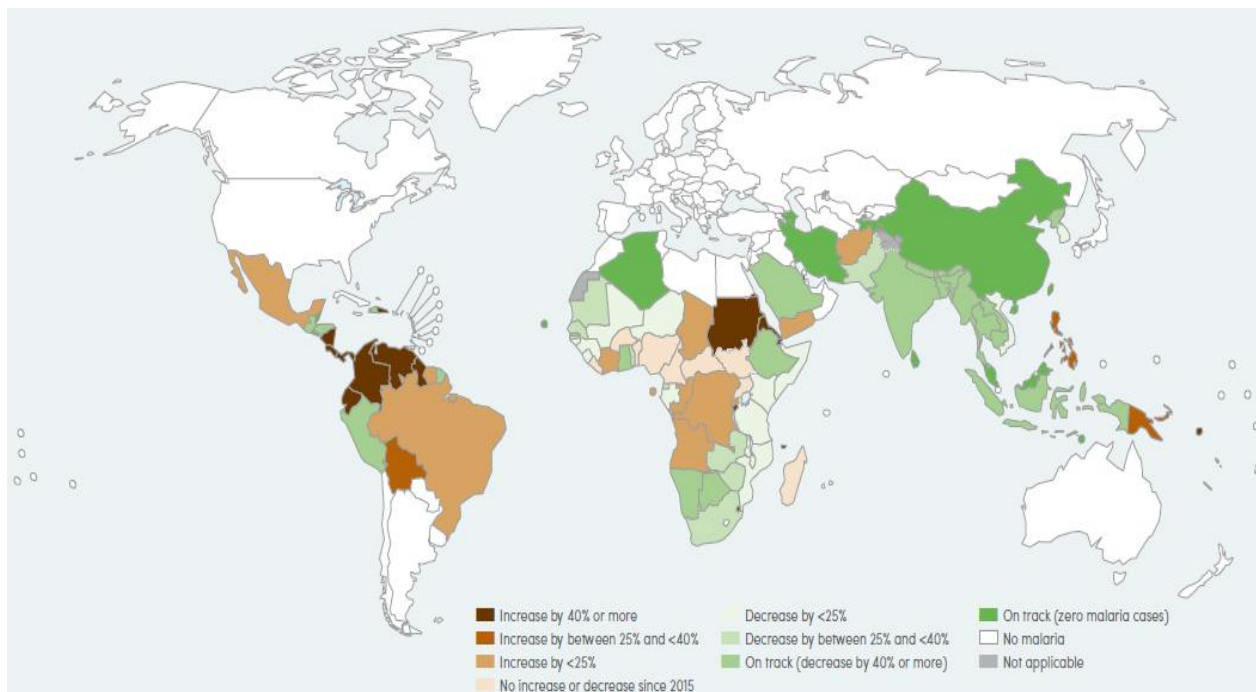 Increase by 40% or more
Increase by between 25% and <40%
Increase by <25%
No increase or decrease since 2015
Decrease by <25%
Decrease by between 25% and <40%
On track (decrease by 40% or more)
On track (zero malaria cases)
No malaria
Not applicable